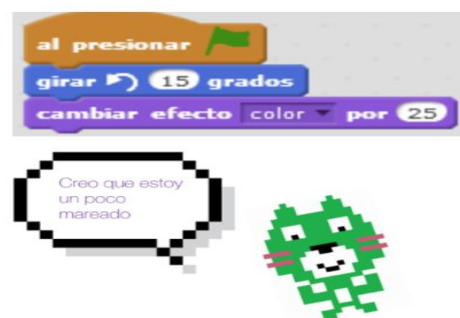 al presionar
girar 15 grados
cambiar efecto color por 25
Creo que estoy
un poco
mareado